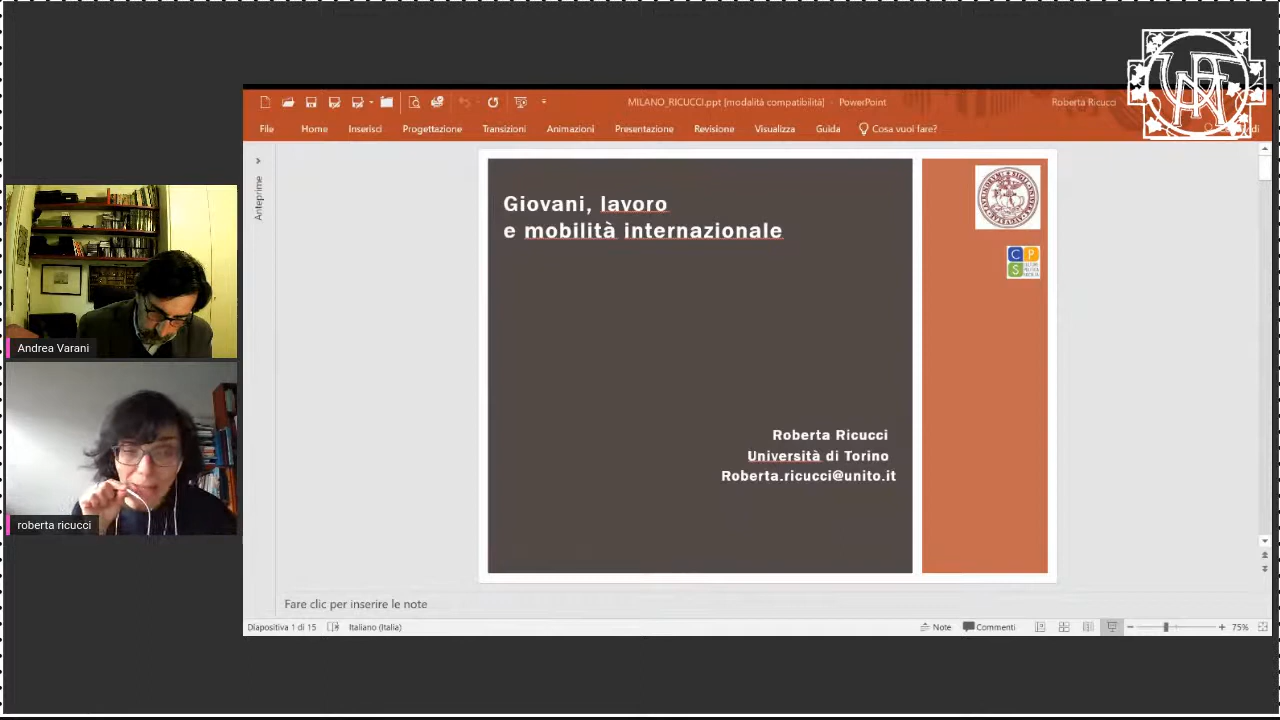 MILANO_RICUCCI.ppt [modalità compatibilità] - PowerPoint
Roberta Ricucci
File Home Inserisci Progettazione Transizioni Animazioni Presentazione Revisione Visualizza Guida Cosa vuoi fare?
Anteprime
Giovani, lavoro
e mobilità internazionale
C P
S
Roberta Ricucci
Università di Torino
Roberta.ricucci@unito.it
Andrea Varani
roberta ricucci
Fare clic per inserire le note
Diapositiva 1 di 15 Italiano (Italia) Note Commenti 75%